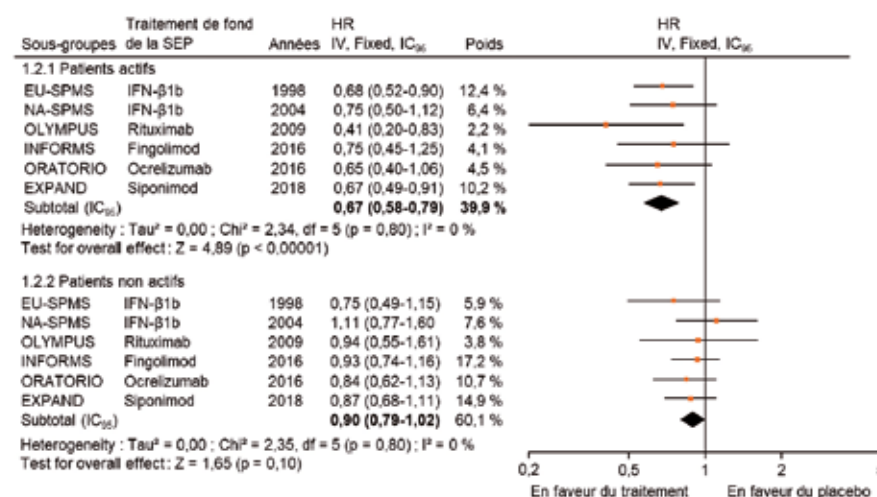 Traitement de fond HR HR
Sous-groupes de la SEP Années IV, Fixed, IC₉₅ Poids IV, Fixed, IC₉₅
1.2.1 Patients actifs
EU-SPMS IFN-β1b 1998 0,68 (0,52-0,90) 12,4 %
NA-SPMS IFN-β1b 2004 0,75 (0,50-1,12) 6,4 %
OLYMPUS Rituximab 2009 0,41 (0,20-0,83) 2,2 %
INFORMS Fingolimod 2016 0,75 (0,45-1,25) 4,1 %
ORATORIO Ocrelizumab 2016 0,65 (0,40-1,06) 4,5 %
EXPAND Siponimod 2018 0,67 (0,49-0,91) 10,2 %
Subtotal (IC₉₅) 0,67 (0,58-0,79) 39,9 %
Heterogeneity : Tau² = 0,00 ; Chi² = 2,34, df = 5 (p = 0,80) ; I² = 0 %
Test for overall effect : Z = 4,89 (p < 0,00001)
1.2.2 Patients non actifs
EU-SPMS IFN-β1b 1998 0,75 (0,49-1,15) 5,9 %
NA-SPMS IFN-β1b 2004 1,11 (0,77-1,60 7,6 %
OLYMPUS Rituximab 2009 0,94 (0,55-1,61) 3,8 %
INFORMS Fingolimod 2016 0,93 (0,74-1,16) 17,2 %
ORATORIO Ocrelizumab 2016 0,84 (0,62-1,13) 10,7 %
EXPAND Siponimod 2018 0,87 (0,68-1,11) 14,9 %
Subtotal (IC₉₅) 0,90 (0,79-1,02) 60,1 %
Heterogeneity : Tau² = 0,00 ; Chi² = 2,35, df = 5 (p = 0,80) ; I² = 0 %
Test for overall effect : Z = 1,65 (p = 0,10)
0,2 0,5 1 2
En faveur du traitement En faveur du placebo